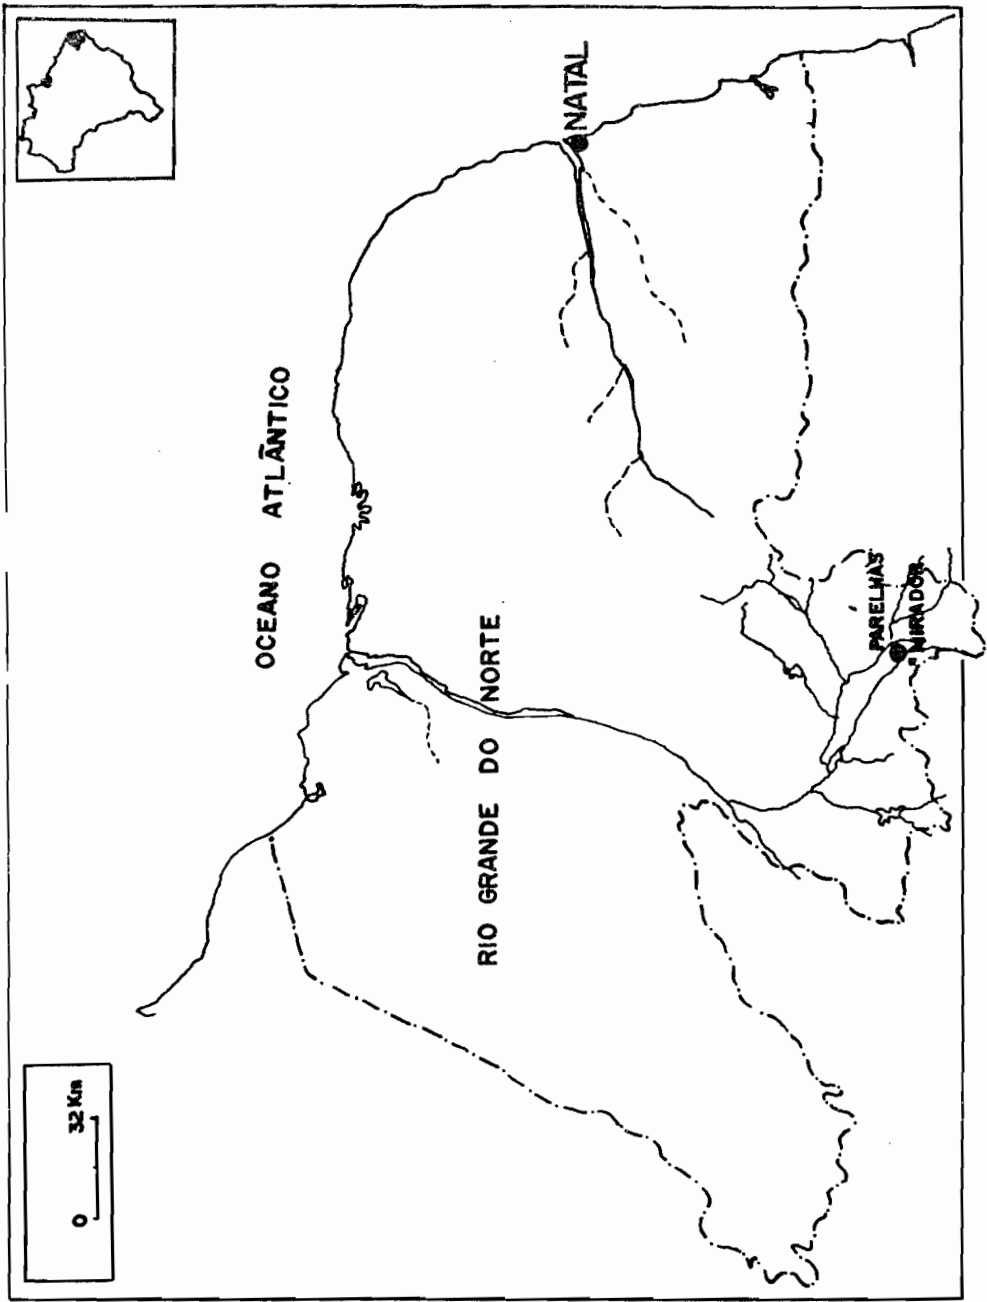 0 32 Km
OCEANO ATLÂNTICO
RIO GRANDE DO NORTE
NATAL
PARELHAS
MIRADOR